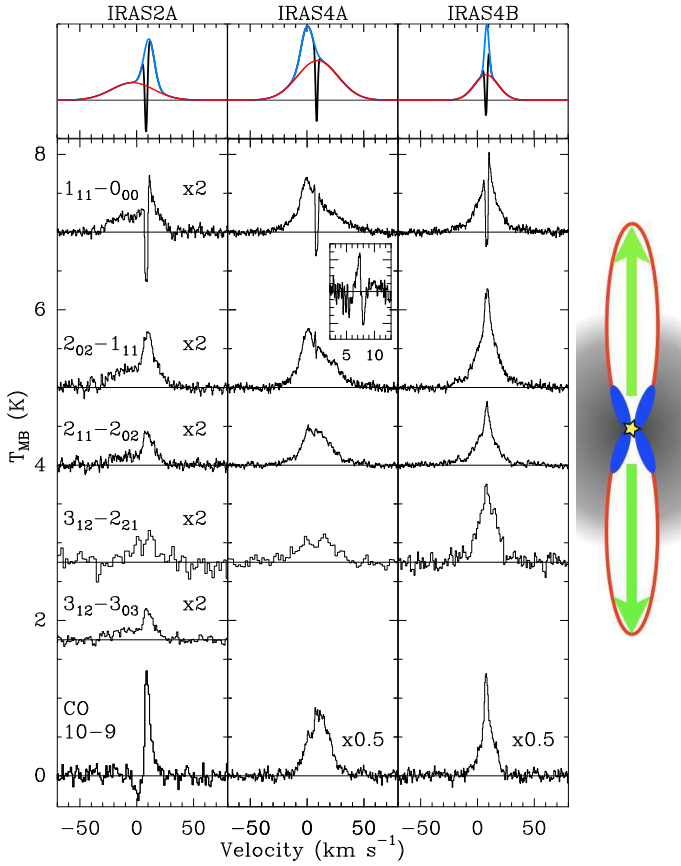 IRAS2A IRAS4A IRAS4B
8
1₁₁−0₀₀ x2
5 10
6
2₀₂−1₁₁ x2
2₁₁−2₀₂ x2
4
3₁₂−2₂₁ x2
3₁₂−3₀₃ x2
2
CO
10−9
x0.5 x0.5
0
T_MB (K)
−50 0 50 −50 0 50 −50 0 50
Velocity (km s⁻¹)